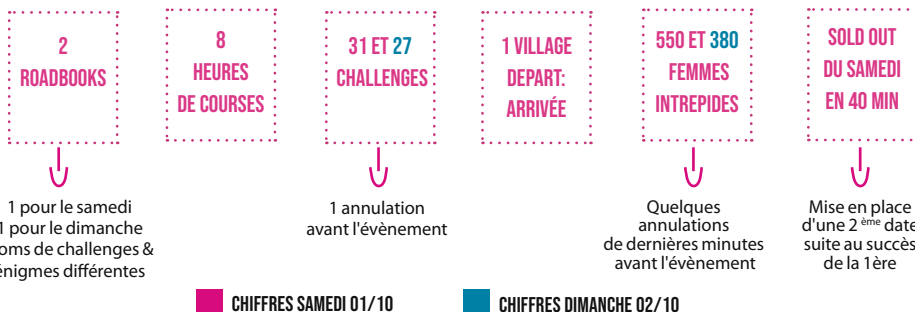 2
ROADBOOKS
8
HEURES
DE COURSES
31 ET 27
CHALLENGES
1 VILLAGE
DEPART:
ARRIVÉE
550 ET 380
FEMMES
INTREPIDES
SOLD OUT
DU SAMEDI
EN 40 MIN
1 pour le samedi
1 pour le dimanche
oms de challenges &
énigmes différentes
1 annulation
avant l'évènement
Quelques
annulations
de dernières minutes
avant l'évènement
Mise en place
d'une 2 ème date
suite au succès
de la 1ère
CHIFFRES SAMEDI 01/10
CHIFFRES DIMANCHE 02/10